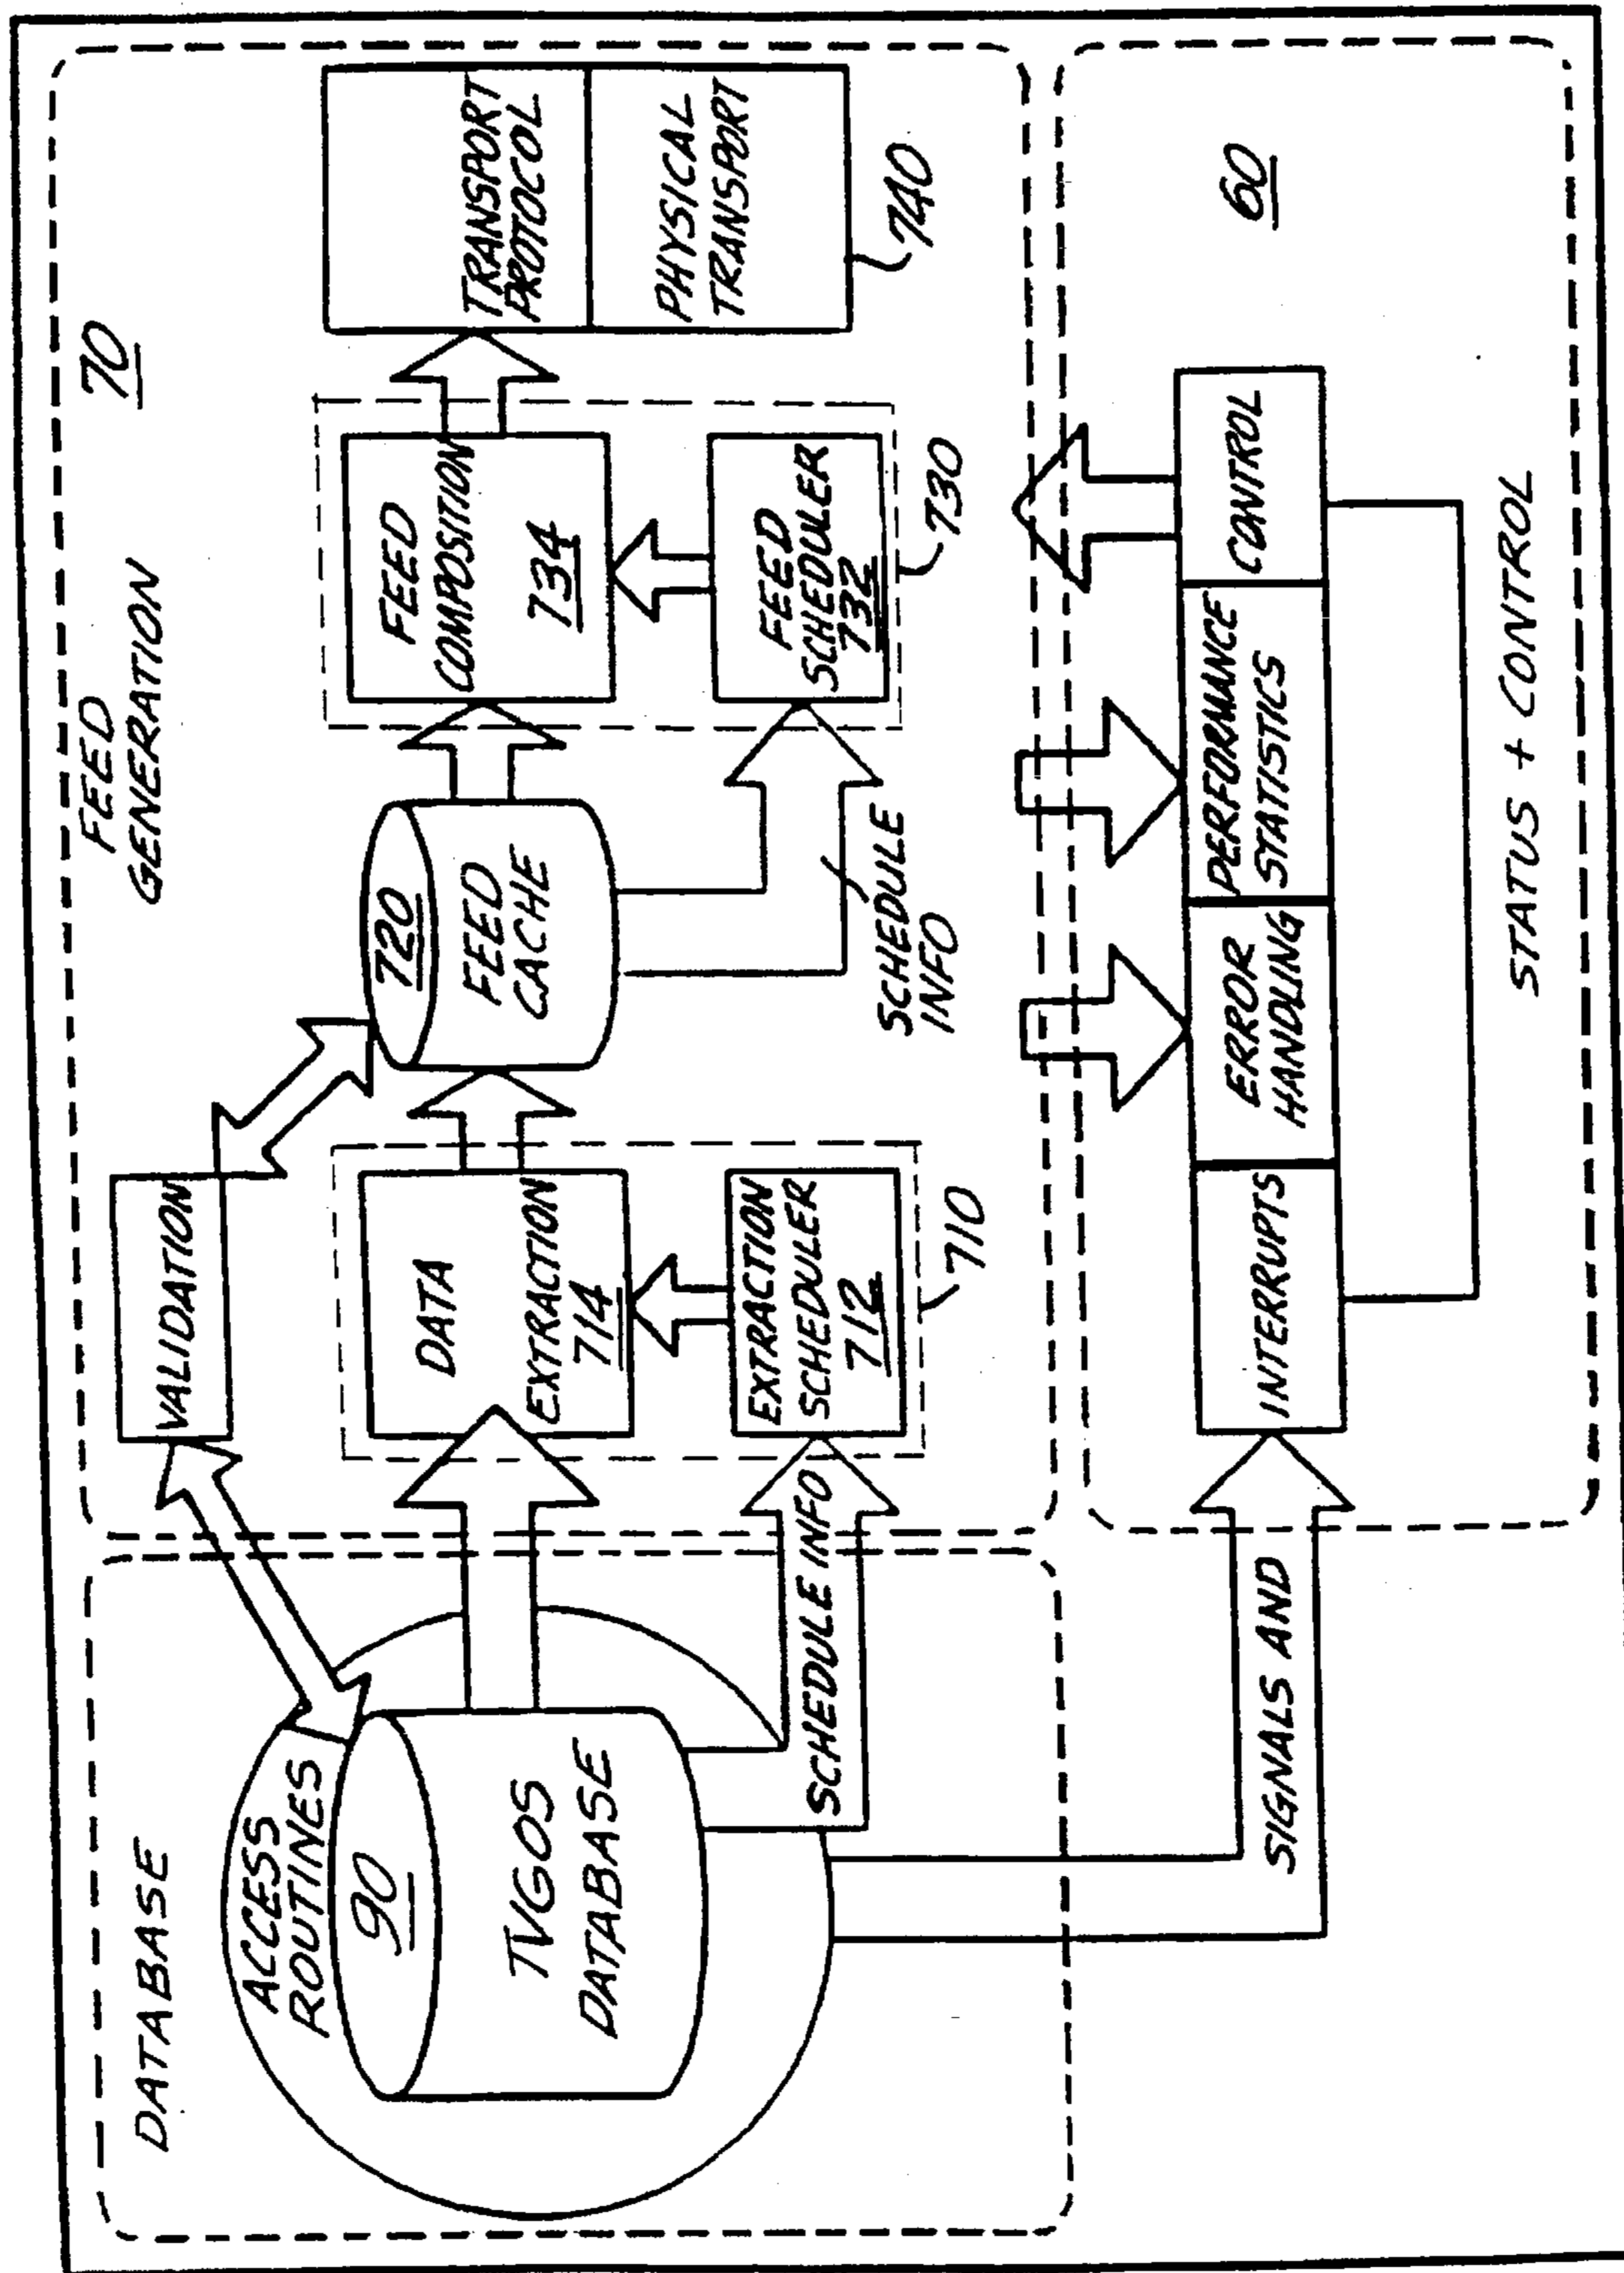 DATABASE
ACCESS
ROUTINES
90
TVGOS
DATABASE
SCHEDULE INFO
SIGNALS AND
FEED
GENERATION
70
VALIDATION
DATA
EXTRACTION
714
EXTRACTION
SCHEDULER
712
710
720
FEED
CACHE
SCHEDULE
INFO
FEED
COMPOSITION
734
FEED
SCHEDULER
732
730
TRANSPORT
PROTOCOL
PHYSICAL
TRANSPORT
740
60
INTERRUPTS
ERROR
HANDLING
PERFORMANCE
STATISTICS
CONTROL
STATUS + CONTROL